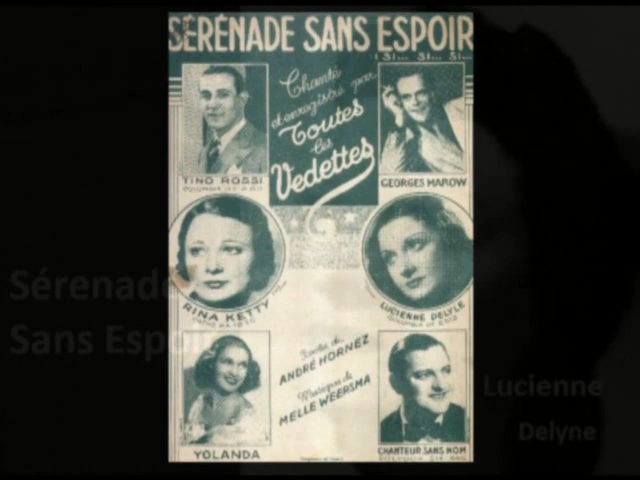 SÉRÉNADE SANS ESPOIR
(SI... SI... SI...
Chanté
et enregistré par
Toutes
les
Vedettes
TINO ROSSI
COLUMBIA
GEORGES MAROW
RINA KETTY
LUCIENNE DELYLE
Paroles de
ANDRÉ HORNEZ
Musique de
MELLE WEERSMA
YOLANDA
CHANTEUR SANS NOM
Sérénade
Sans Espoir
Lucienne
Delyne